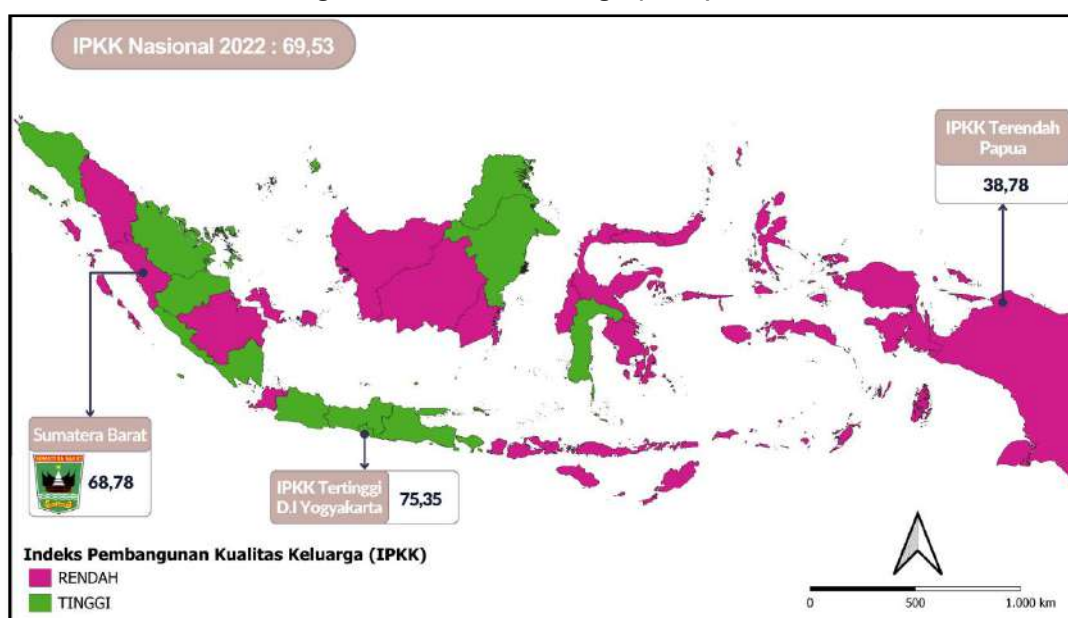 IPKK Nasional 2022 : 69,53
IPKK Terendah
Papua
38,78
Sumatera Barat
68,78
IPKK Tertinggi
D.I Yogyakarta
75,35
Indeks Pembangunan Kualitas Keluarga (IPKK)
RENDAH
TINGGI
0 500 1.000 km